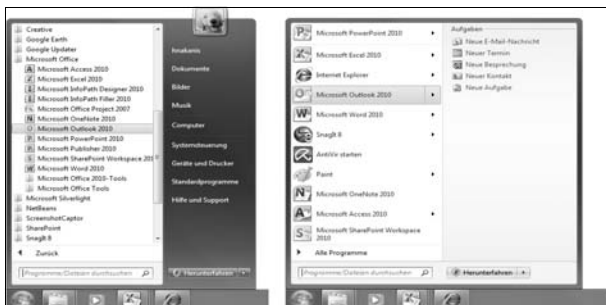 Creative
Google Earth
Google Updater
Microsoft Office
Microsoft Access 2010
Microsoft Excel 2010
Microsoft InfoPath Designer 2010
Microsoft InfoPath Filler 2010
Microsoft Office Project 2007
Microsoft OneNote 2010
Microsoft Outlook 2010
Microsoft PowerPoint 2010
Microsoft Publisher 2010
Microsoft SharePoint Workspace 201
Microsoft Word 2010
Microsoft Office 2010-Tools
Microsoft Office Tools
Microsoft Silverlight
NetBeans
ScreenshotCaptor
SharePoint
SnagIt 8
Zurück
Programme/Dateien durchsuchen
Dokumente
Bilder
Musik
Computer
Systemsteuerung
Geräte und Drucker
Standardprogramme
Hilfe und Support
Herunterfahren
Microsoft PowerPoint 2010
Microsoft Excel 2010
Internet Explorer
Microsoft Outlook 2010
Microsoft Word 2010
SnagIt 8
AntiVir starten
Paint
Microsoft OneNote 2010
Microsoft Access 2010
Microsoft SharePoint Workspace
2010
Alle Programme
Programme/Dateien durchsuchen
Aufgaben
Neue E-Mail-Nachricht
Neuer Termin
Neue Besprechung
Neuer Kontakt
Neue Aufgabe
Herunterfahren